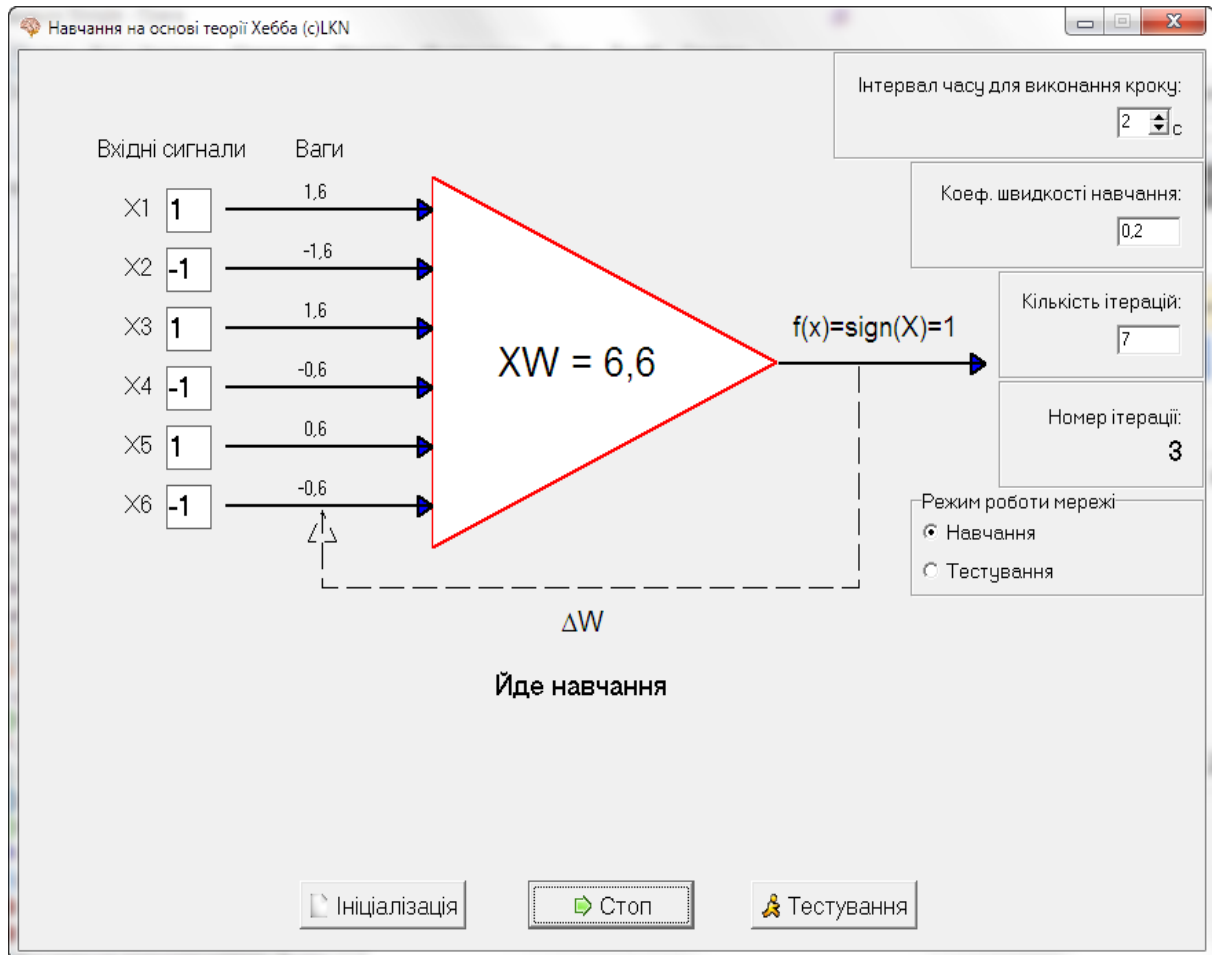 Навчання на основі теорії Хебба (c)LKN
Інтервал часу для виконання кроку:
2 с
Коеф. швидкості навчання:
0,2
Кількість ітерацій:
7
Номер ітерації:
3
Режим роботи мережі
Навчання
Тестування
Вхідні сигнали Ваги
X1 1 1,6
X2 -1 -1,6
X3 1 1,6
X4 -1 -0,6
X5 1 0,6
X6 -1 -0,6
XW = 6,6
f(x)=sign(X)=1
ΔW
Йде навчання
Ініціалізація Стоп Тестування